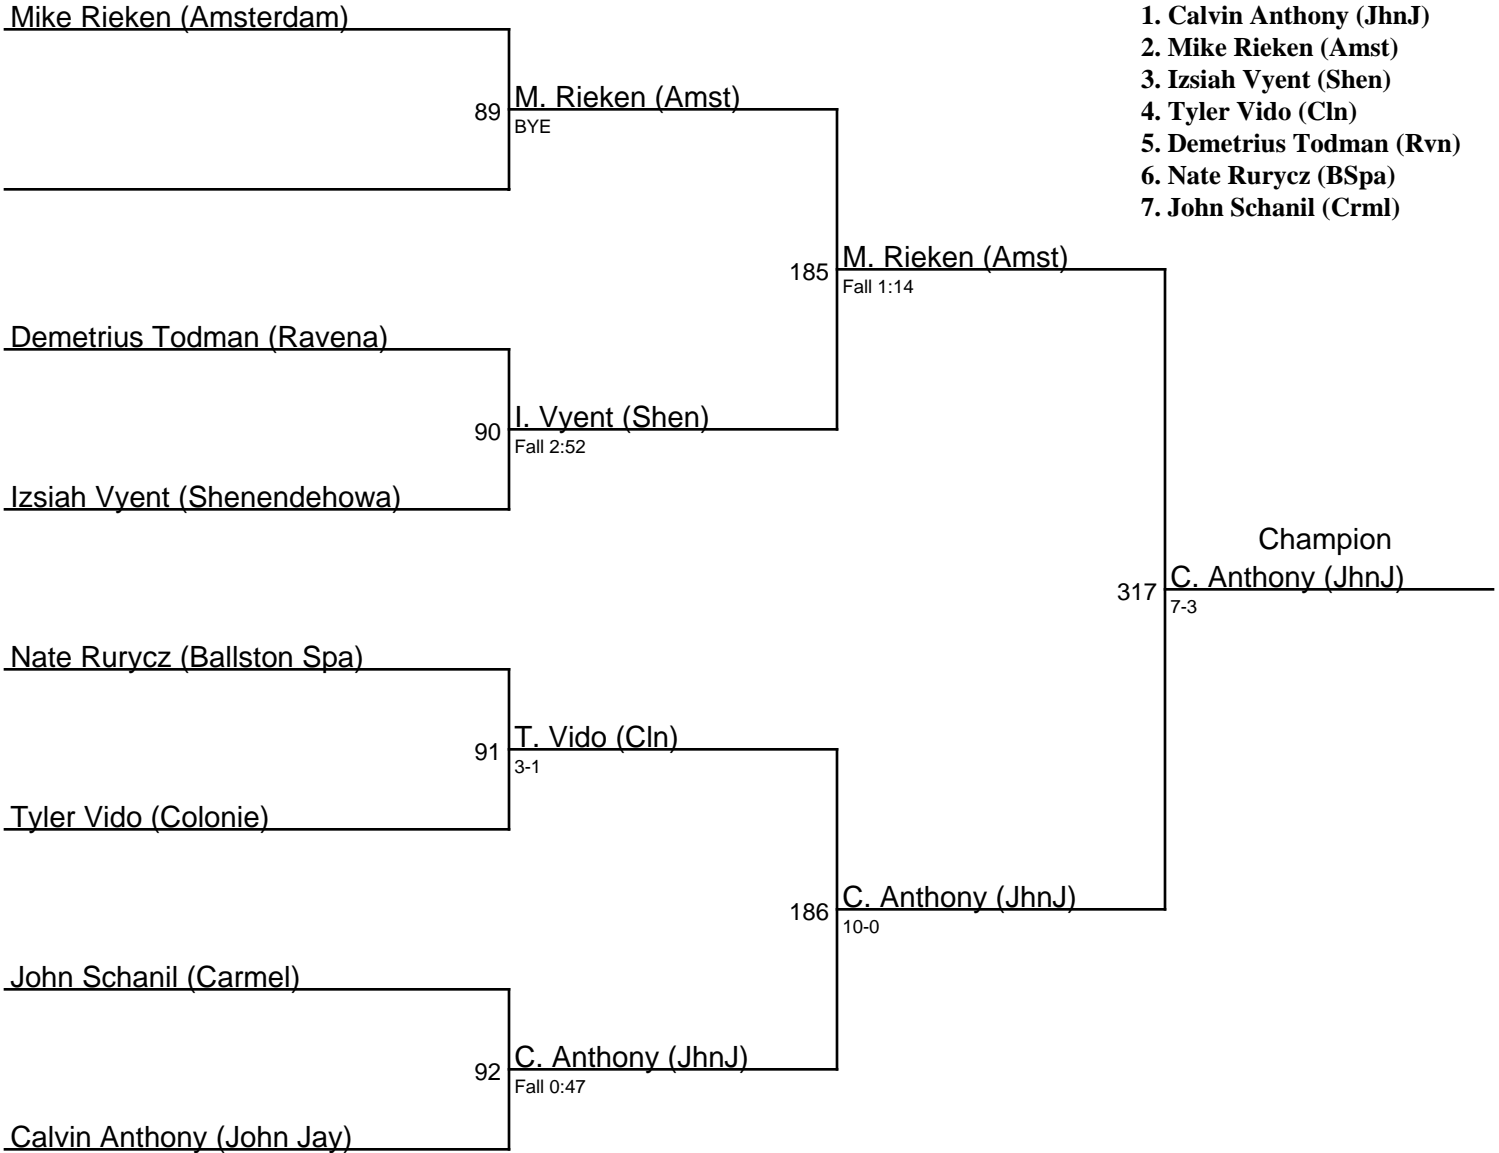 Mike Rieken (Amsterdam)
1. Calvin Anthony (JhnJ)
2. Mike Rieken (Amst)
3. Izsiah Vyent (Shen)
4. Tyler Vido (Cln)
5. Demetrius Todman (Rvn)
6. Nate Rurycz (BSpa)
7. John Schanil (Crml)
89
M. Rieken (Amst)
BYE
185
M. Rieken (Amst)
Fall 1:14
Demetrius Todman (Ravena)
90
I. Vyent (Shen)
Fall 2:52
Izsiah Vyent (Shenendehowa)
Champion
317
C. Anthony (JhnJ)
7-3
Nate Rurycz (Ballston Spa)
91
T. Vido (Cln)
3-1
Tyler Vido (Colonie)
186
C. Anthony (JhnJ)
10-0
John Schanil (Carmel)
92
C. Anthony (JhnJ)
Fall 0:47
Calvin Anthony (John Jay)